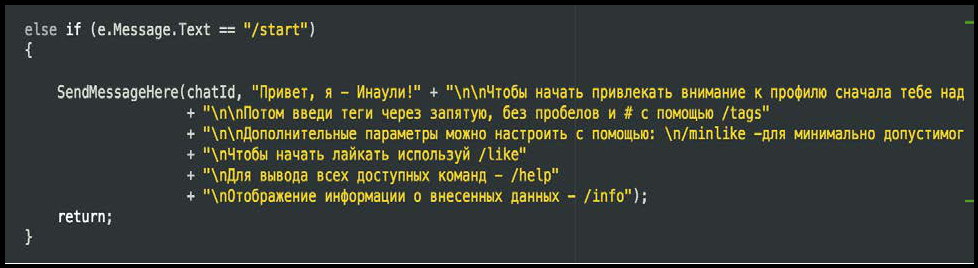 else if (e.Message.Text == "/start")
{
SendMessageHere(chatId, "Привет, я - Инаули!" + "\n\nЧтобы начать привлекать внимание к профилю сначала тебе над
+ "\n\nПотом введи теги через запятую, без пробелов и # с помощью /tags"
+ "\n\nДополнительные параметры можно настроить с помощью: \n/minlike -для минимально допустимог
+ "\nЧтобы начать лайкать используй /like"
+ "\nДля вывода всех доступных команд - /help"
+ "\nОтображение информации о внесенных данных - /info");
return;
}